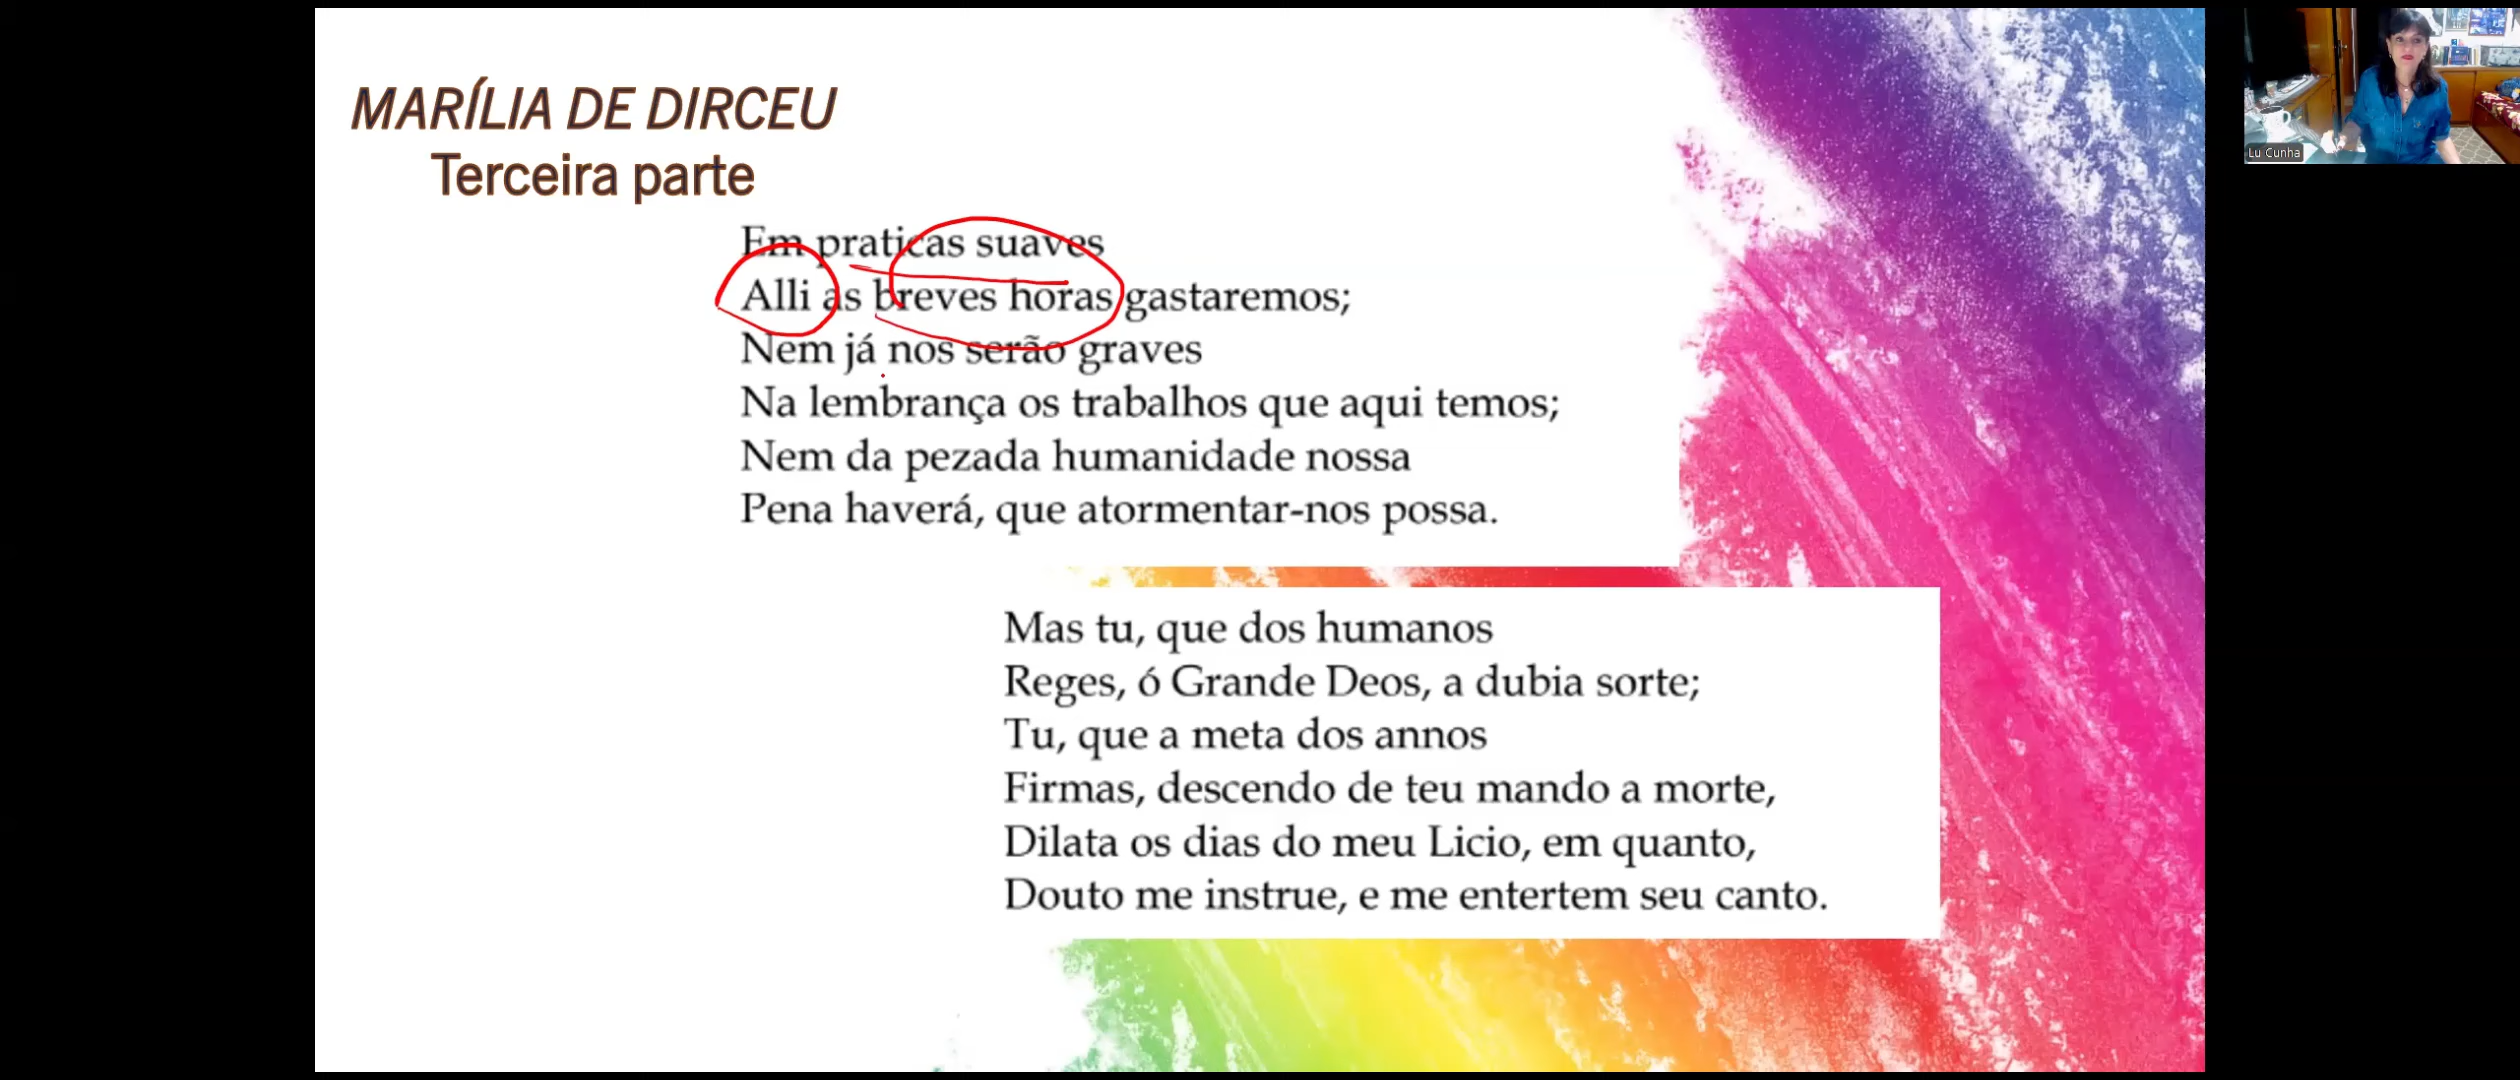 MARÍLIA DE DIRCEU
Terceira parte
Em praticas suaves
Alli as breves horas gastaremos;
Nem já nos serão graves
Na lembrança os trabalhos que aqui temos;
Nem da pezada humanidade nossa
Pena haverá, que atormentar-nos possa.
Mas tu, que dos humanos
Reges, ó Grande Deos, a dubia sorte;
Tu, que a meta dos annos
Firmas, descendo de teu mando a morte,
Dilata os dias do meu Licio, em quanto,
Douto me instrue, e me entertem seu canto.
Lu Cunha